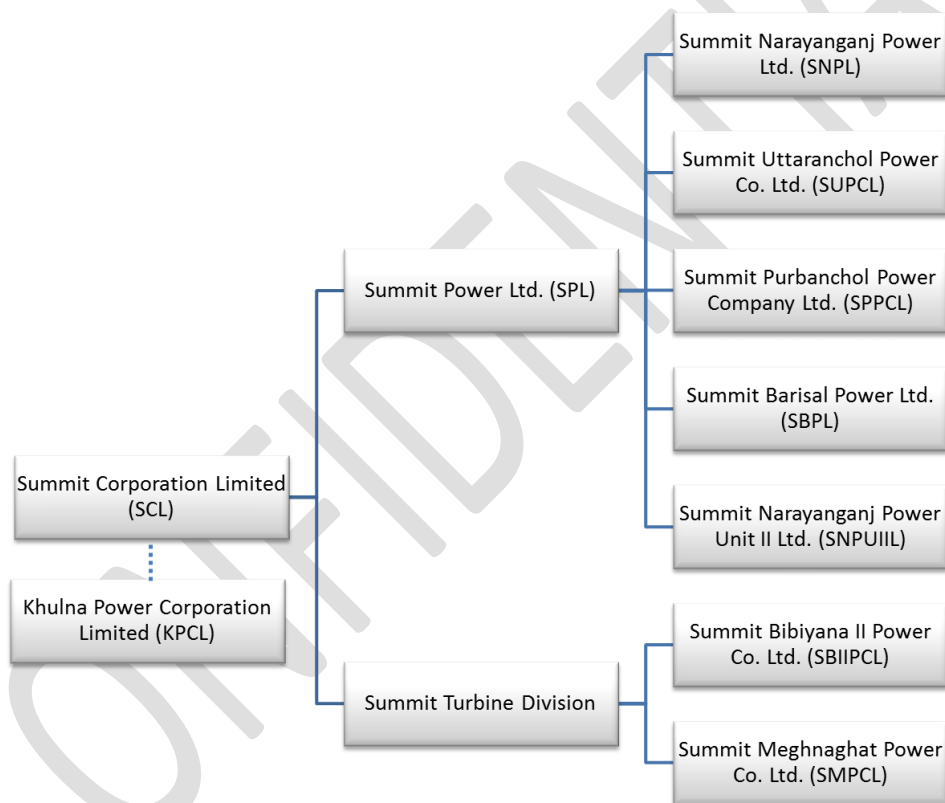 Summit Narayanganj Power
Ltd. (SNPL)
Summit Uttaranchol Power
Co. Ltd. (SUPCL)
Summit Power Ltd. (SPL)
Summit Purbanchol Power
Company Ltd. (SPPCL)
Summit Barisal Power Ltd.
(SBPL)
Summit Corporation Limited
(SCL)
Summit Narayanganj Power
Unit II Ltd. (SNPUIIL)
Khulna Power Corporation
Limited (KPCL)
Summit Bibiyana II Power
Co. Ltd. (SBIIPCL)
Summit Turbine Division
Summit Meghnaghat Power
Co. Ltd. (SMPCL)
ONFIDENTIA